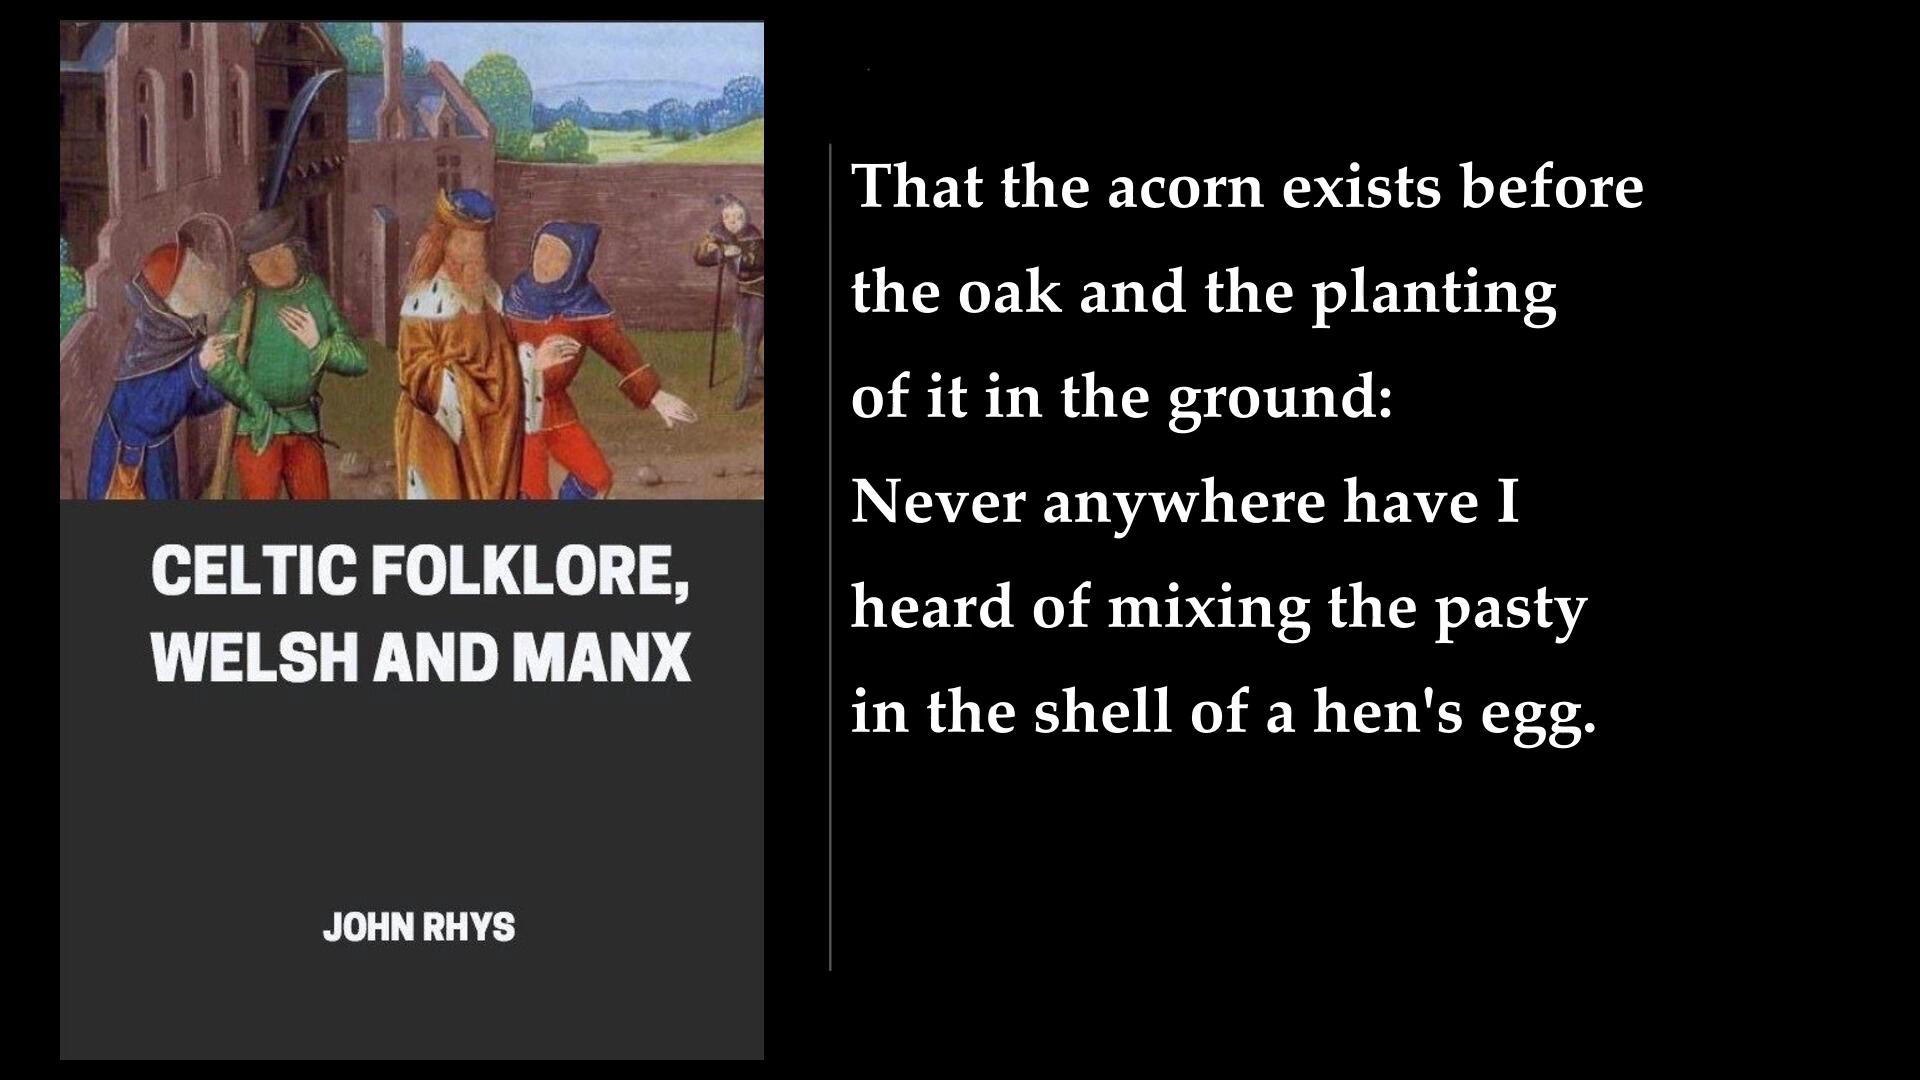 CELTIC FOLKLORE,
WELSH AND MANX
JOHN RHYS
That the acorn exists before
the oak and the planting
of it in the ground:
Never anywhere have I
heard of mixing the pasty
in the shell of a hen's egg.